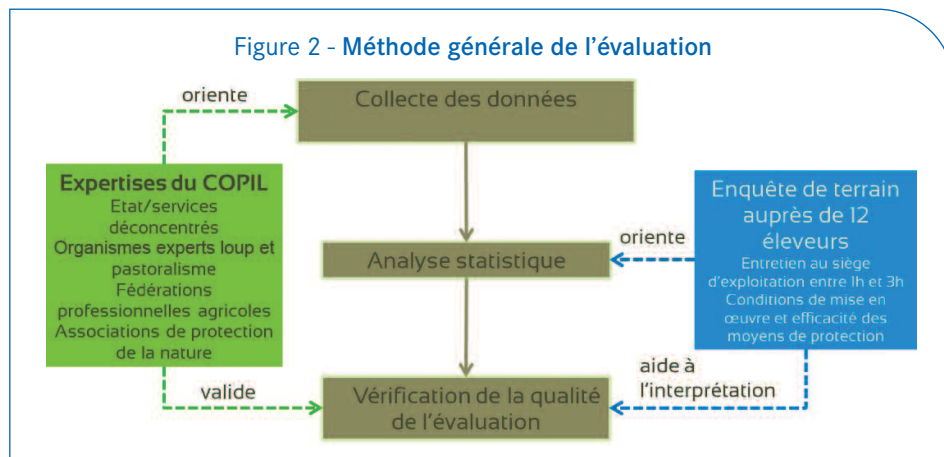 Figure 2 - Méthode générale de l'évaluation
oriente
Collecte des données
Expertises du COPIL
Etat/services
déconcentrés
Organismes experts loup et
pastoralisme
Fédérations
professionnelles agricoles
Associations de protection
de la nature
Analyse statistique
oriente
Enquête de terrain
auprès de 12
éleveurs
Entretien au siège
d'exploitation entre 1h et 3h
Conditions de mise en
œuvre et efficacité des
moyens de protection
valide
Vérification de la qualité
de l'évaluation
aide à
l'interprétation